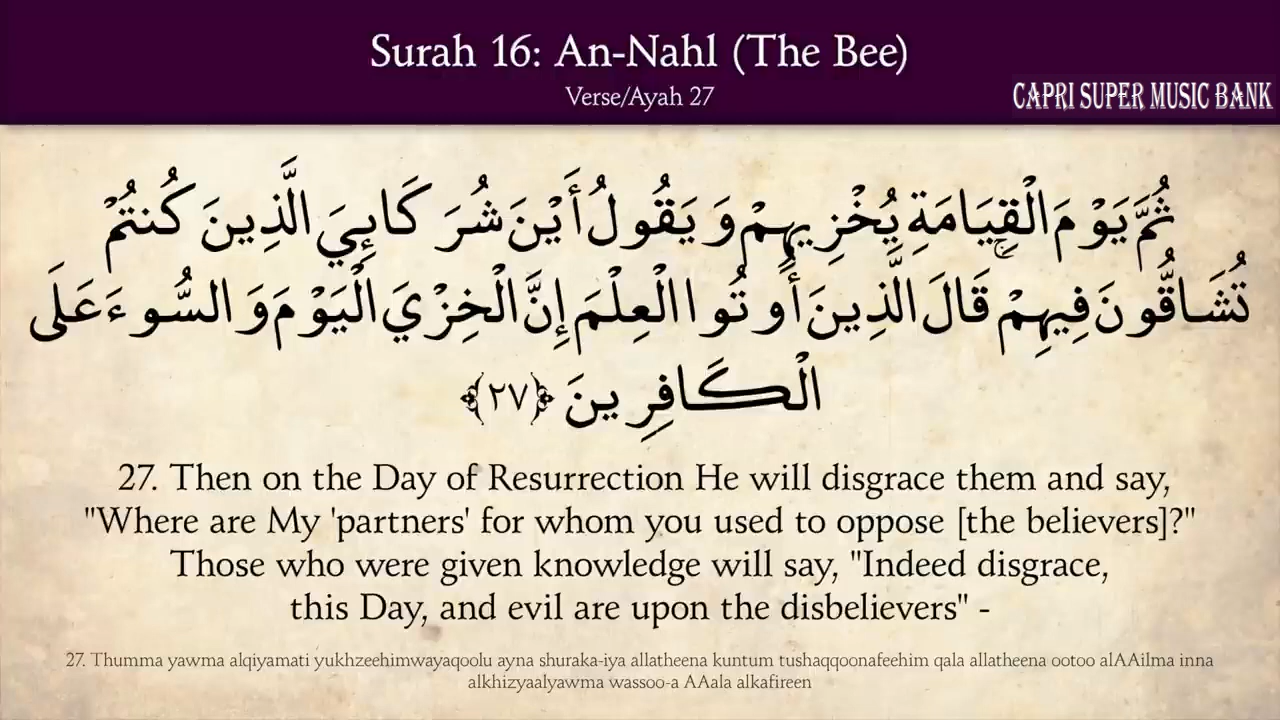 Surah 16: An-Nahl (The Bee)
Verse/Ayah 27
CAPRI SUPER MUSIC BANK
ثُمَّ يَوْمَ الْقِيَامَةِ يُخْزِيهِمْ وَيَقُولُ أَيْنَ شُرَكَايِيَ الَّذِينَ كُنتُمْ
تُشَاقُّونَ فِيهِمْ ۚ قَالَ الَّذِينَ أُوتُوا الْعِلْمَ إِنَّ الْخِزْيَ الْيَوْمَ وَالسُّوءَ عَلَى
الْكَافِرِينَ ﴿٢٧﴾
27. Then on the Day of Resurrection He will disgrace them and say,
"Where are My 'partners' for whom you used to oppose [the believers]?"
Those who were given knowledge will say, "Indeed disgrace,
this Day, and evil are upon the disbelievers" -
27. Thumma yawma alqiyamati yukhzeehimwayaqoolu ayna shuraka-iya allatheena kuntum tushaqqoonafeehim qala allatheena ootoo alAAilma inna
alkhizyaalyawma wassoo-a AAala alkafireen